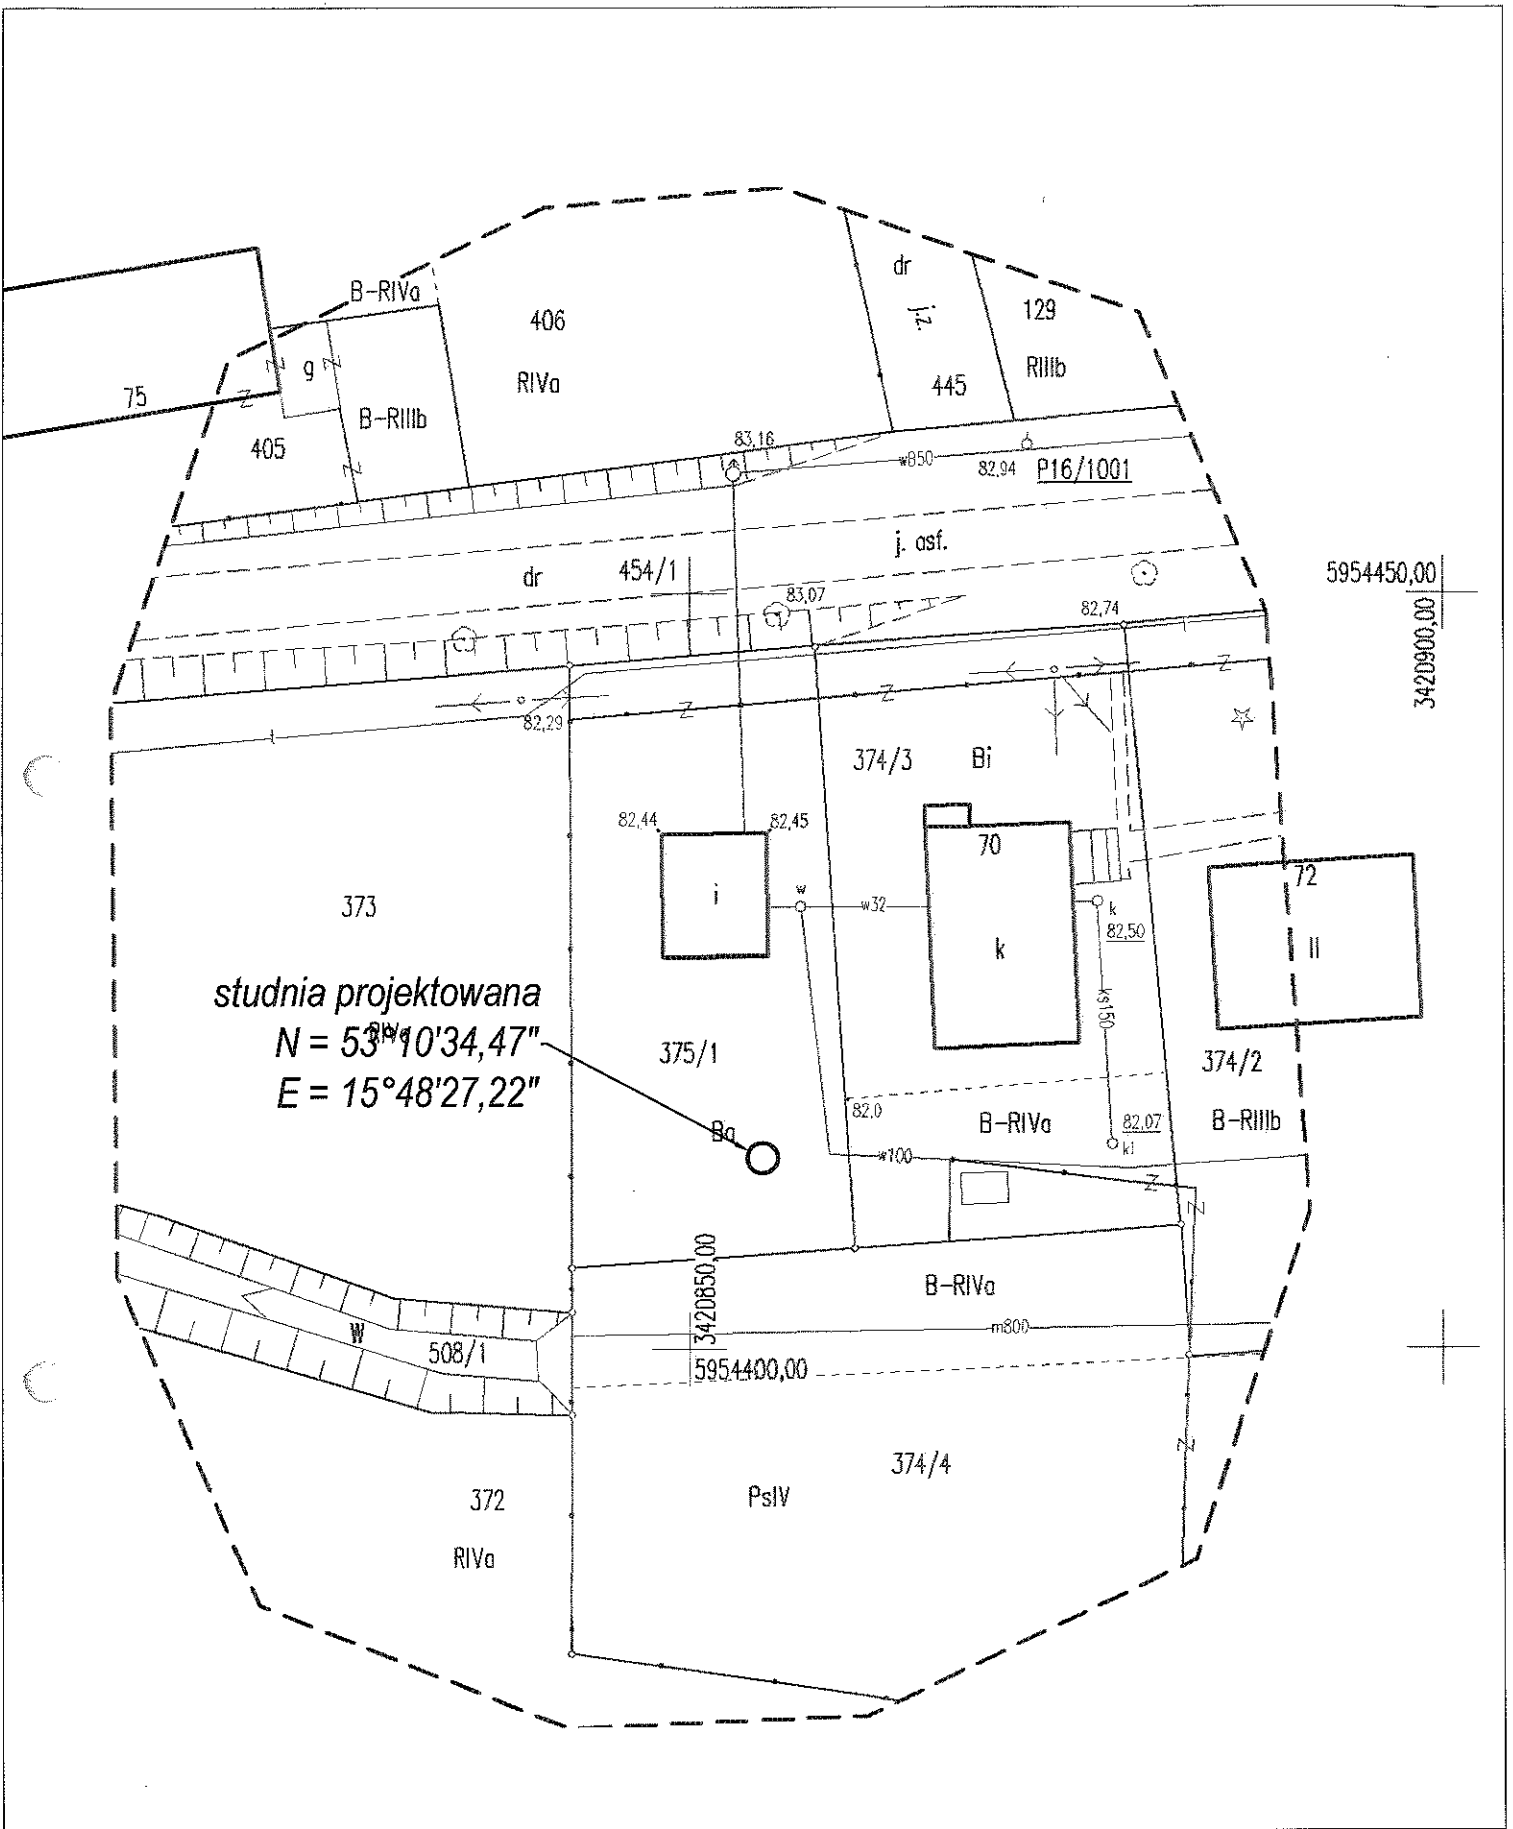 B-RIVa
406
RIVa
dr
j.z.
445
129
RIIIb
75
g
Z
Z
Z
B-RIIIb
405
Z
83,16
w850
82,94
P16/1001
j. asf.
dr
454/1
83,07
82,74
5954450,00
3420900,00
82,29
Z
Z
Z
374/3
Bi
82,44
82,45
70
72
i
w
w32
k
k
82,50
II
373
ks150
studnia projektowana
N = 53°10'34,47"
E = 15°48'27,22"
375/1
374/2
82,0
Ba
B-RIVa
82,07
ki
B-RIIIb
w100
Z
Z
3420850,00
B-RIVa
W
508/1
m800
5954400,00
Z
374/4
372
PsIV
RIVa